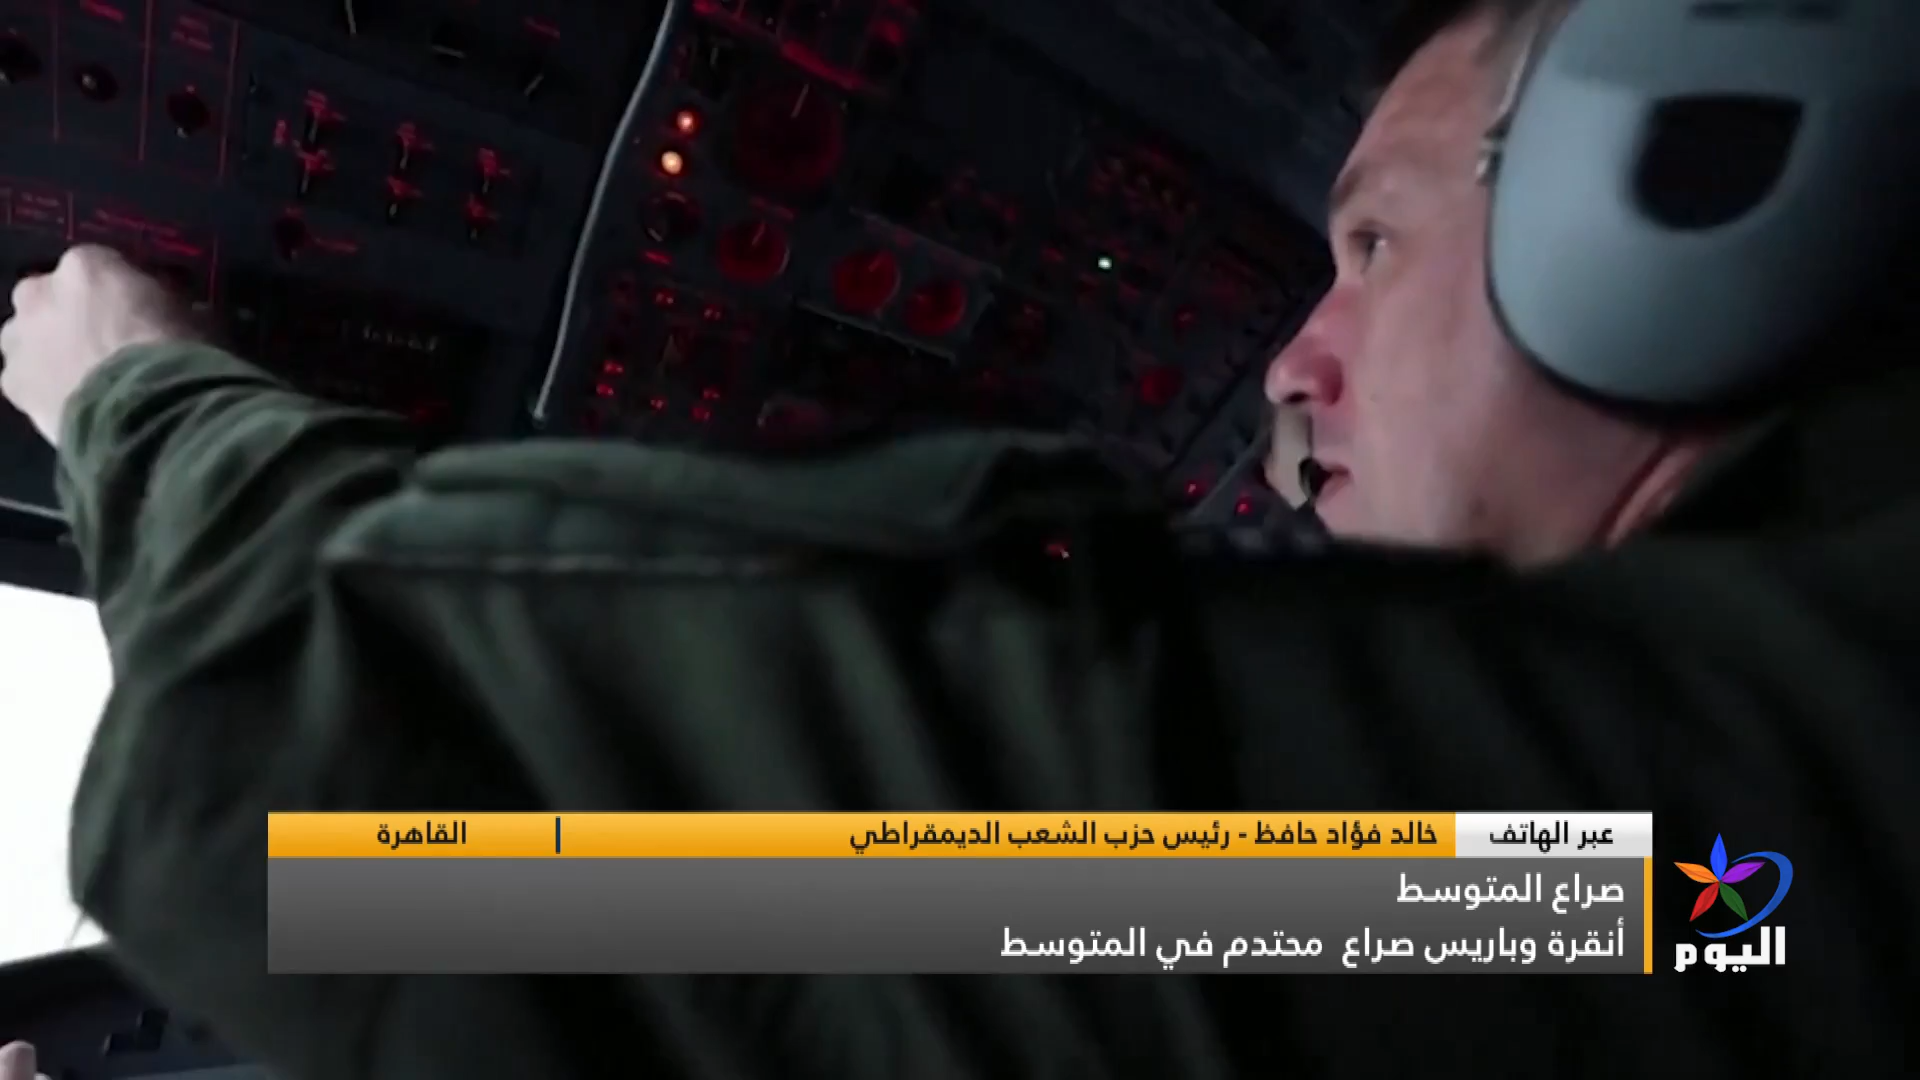 عبر الهاتف خالد فؤاد حافظ - رئيس حزب الشعب الديمقراطي | القاهرة
صراع المتوسط
أنقرة وباريس صراع محتدم في المتوسط
اليوم